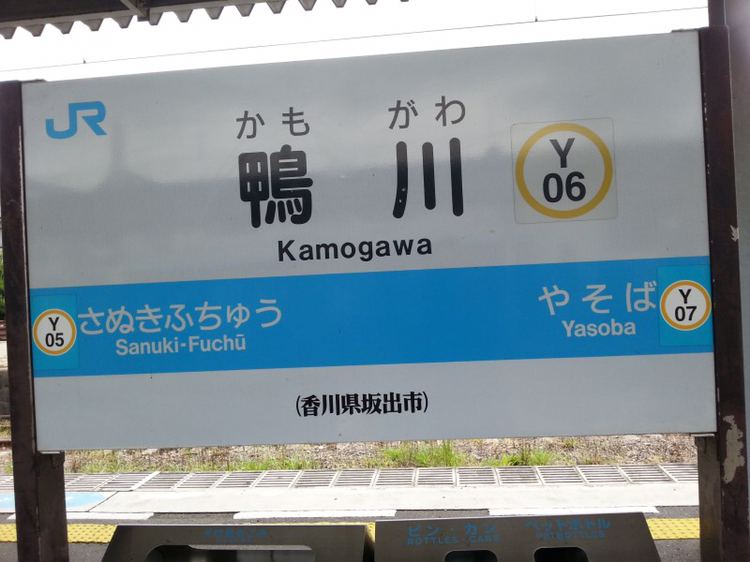 JR
かも がわ
鴨川
Kamogawa
Y
06
Y
05
さぬきふちゅう
Sanuki-Fuchū
やそば
Yasoba
Y
07
(香川県坂出市)
ビン・カン
BOTTLES・CANS
ペットボトル
PETBOTTLES